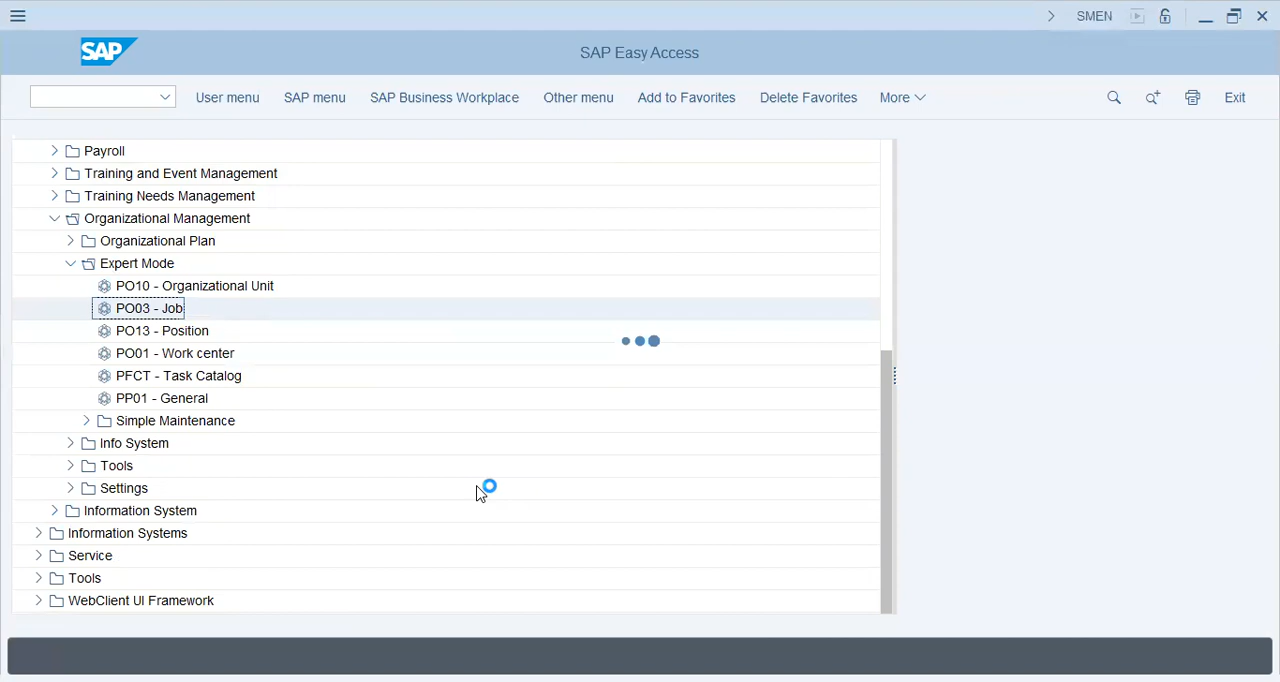 SMEN
SAP
SAP Easy Access
User menu
SAP menu
SAP Business Workplace
Other menu
Add to Favorites
Delete Favorites
More
Exit
Payroll
Training and Event Management
Training Needs Management
Organizational Management
Organizational Plan
Expert Mode
PO10 - Organizational Unit
PO03 - Job
PO13 - Position
PO01 - Work center
PFCT - Task Catalog
PP01 - General
Simple Maintenance
Info System
Tools
Settings
Information System
Information Systems
Service
Tools
WebClient UI Framework